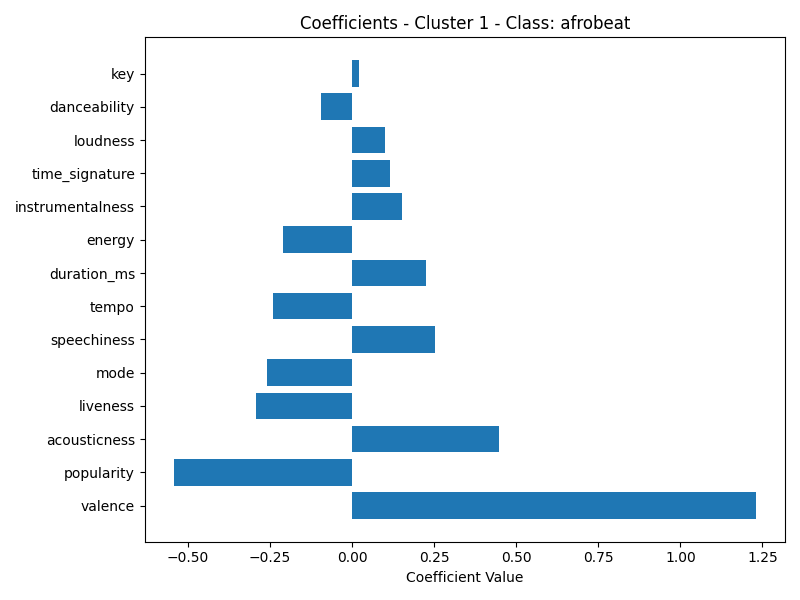 Coefficients - Cluster 1 - Class: afrobeat
key
danceability
loudness
time_signature
instrumentalness
energy
duration_ms
tempo
speechiness
mode
liveness
acousticness
popularity
valence
−0.50 −0.25 0.00 0.25 0.50 0.75 1.00 1.25
Coefficient Value